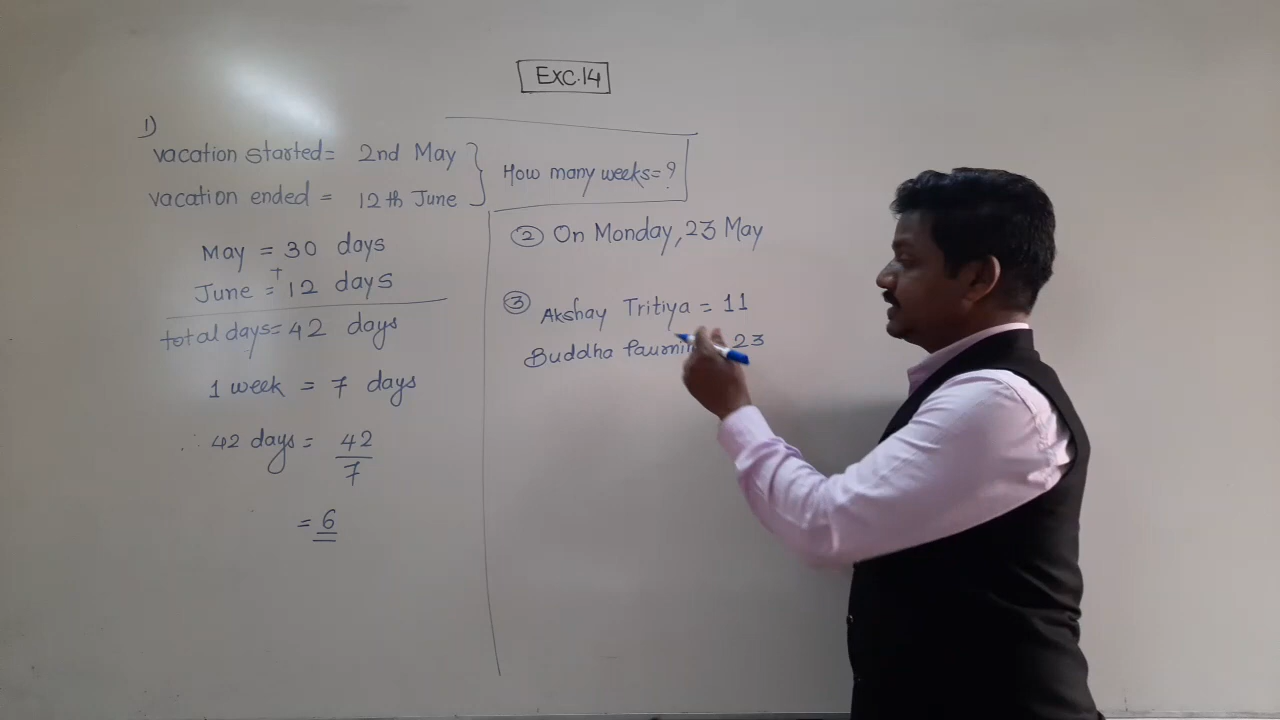 EXC.14
1)
vacation started = 2nd May
vacation ended = 12th June
How many weeks = ?
May = 30 days
+
June = 12 days
total days = 42 days
1 week = 7 days
∴ 42 days = 42
7
= 6
② On Monday, 23 May
③ Akshay Tritiya = 11
Buddha 23